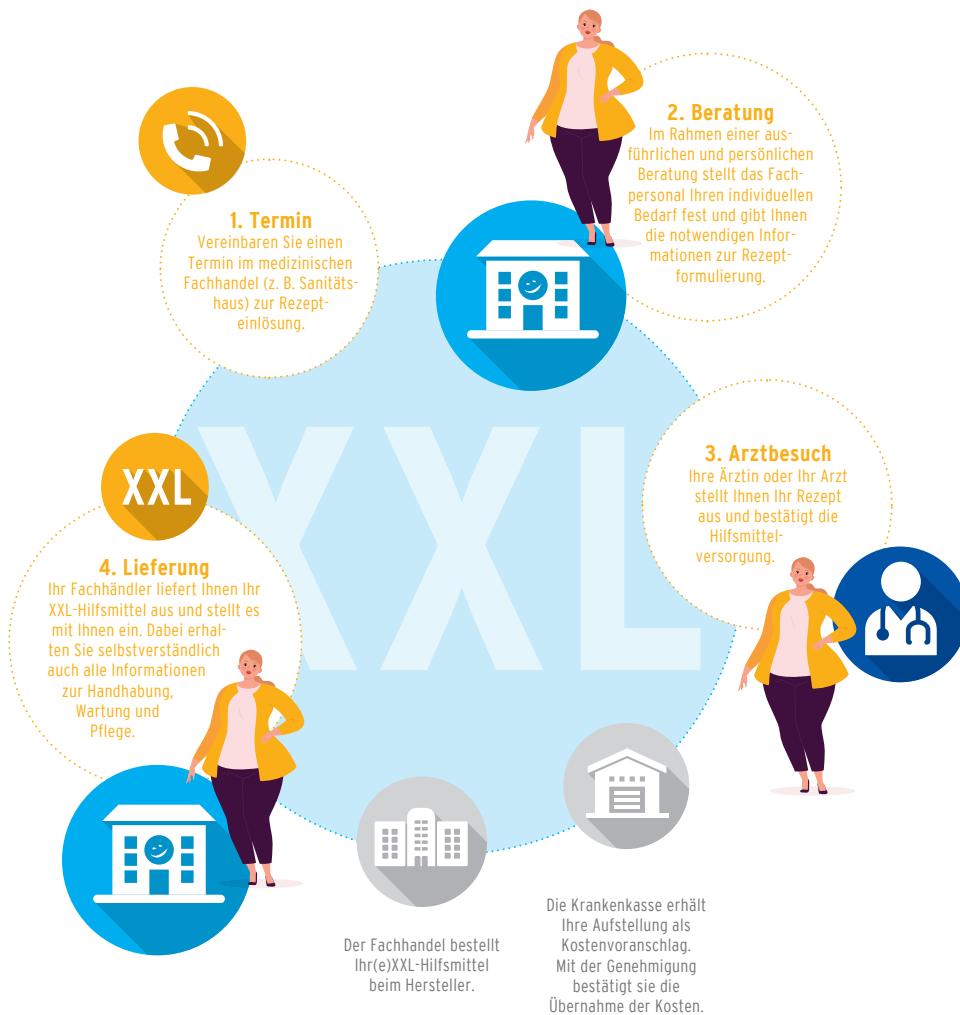 1. Termin
Vereinbaren Sie einen
Termin im medizinischen
Fachhandel (z. B. Sanitäts-
haus) zur Rezept-
einlösung.
2. Beratung
Im Rahmen einer aus-
führlichen und persönlichen
Beratung stellt das Fach-
personal Ihren individuellen
Bedarf fest und gibt Ihnen
die notwendigen Infor-
mationen zur Rezept-
formulierung.
3. Arztbesuch
Ihre Ärztin oder Ihr Arzt
stellt Ihnen Ihr Rezept
aus und bestätigt die
Hilfsmittel-
versorgung.
XXL
XXL
4. Lieferung
Ihr Fachhändler liefert Ihnen Ihr
XXL-Hilfsmittel aus und stellt es
mit Ihnen ein. Dabei erhal-
ten Sie selbstverständlich
auch alle Informationen
zur Handhabung,
Wartung und
Pflege.
Die Krankenkasse erhält
Ihre Aufstellung als
Kostenvoranschlag.
Mit der Genehmigung
bestätigt sie die
Übernahme der Kosten.
Der Fachhandel bestellt
Ihr(e)XXL-Hilfsmittel
beim Hersteller.